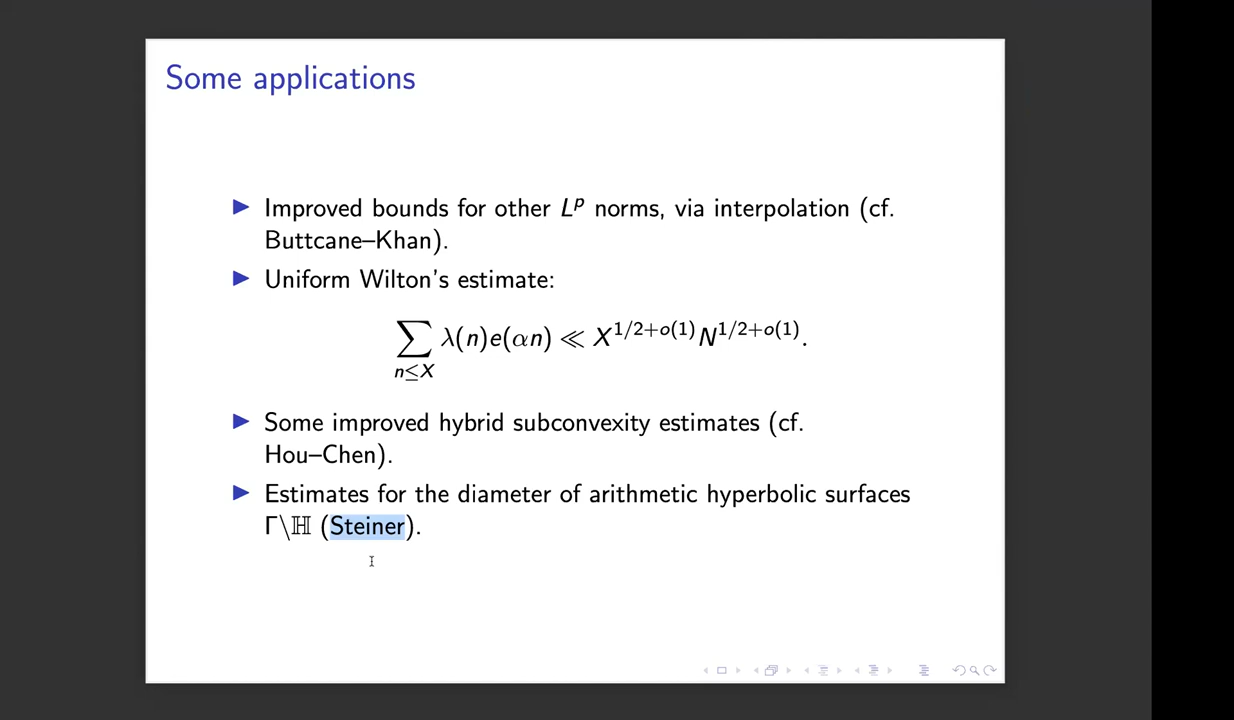 Some applications
▶ Improved bounds for other Lᵖ norms, via interpolation (cf.
Buttcane–Khan).
▶ Uniform Wilton's estimate:
∑_{n≤X} λ(n)e(αn) ≪ X^{1/2+o(1)} N^{1/2+o(1)}.
▶ Some improved hybrid subconvexity estimates (cf.
Hou–Chen).
▶ Estimates for the diameter of arithmetic hyperbolic surfaces
Γ\ℍ (Steiner).